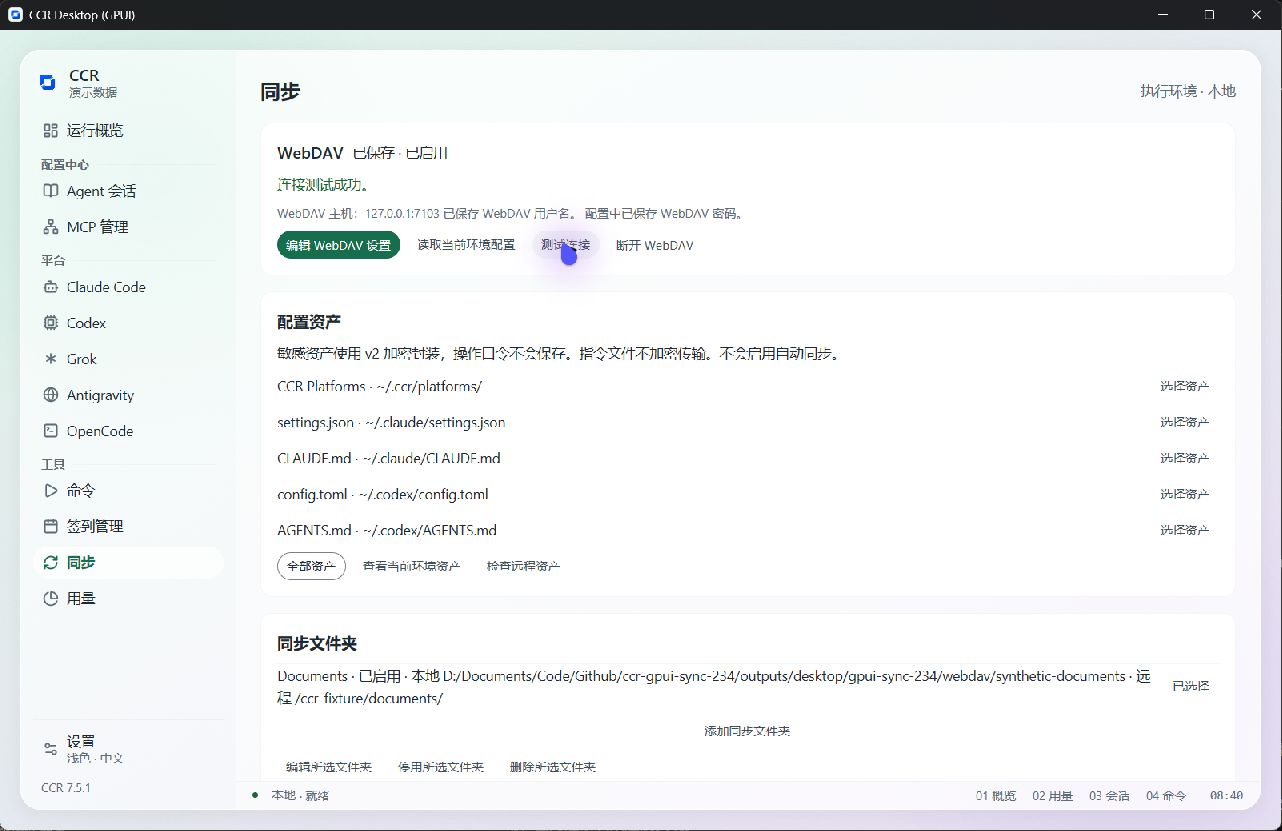 CCR Desktop (GPUI)
CCR
演示数据
运行概览
配置中心
Agent 会话
MCP 管理
平台
Claude Code
Codex
Grok
Antigravity
OpenCode
工具
命令
签到管理
同步
用量
设置
浅色 · 中文
CCR 7.5.1
同步
执行环境 · 本地
WebDAV 已保存 · 已启用
连接测试成功。
WebDAV 主机：127.0.0.1:7103 已保存 WebDAV 用户名。 配置中已保存 WebDAV 密码。
编辑 WebDAV 设置 读取当前环境配置 测试连接 断开 WebDAV
配置资产
敏感资产使用 v2 加密封装，操作口令不会保存。指令文件不加密传输。不会启用自动同步。
CCR Platforms · ~/.ccr/platforms/ 选择资产
settings.json · ~/.claude/settings.json 选择资产
CLAUDE.md · ~/.claude/CLAUDE.md 选择资产
config.toml · ~/.codex/config.toml 选择资产
AGENTS.md · ~/.codex/AGENTS.md 选择资产
全部资产 查看当前环境资产 检查远程资产
同步文件夹
Documents · 已启用 · 本地 D:/Documents/Code/Github/ccr-gpui-sync-234/outputs/desktop/gpui-sync-234/webdav/synthetic-documents · 远
程 /ccr-fixture/documents/
已选择
添加同步文件夹
编辑所选文件夹 停用所选文件夹 删除所选文件夹
本地 · 就绪 01 概览 02 用量 03 会话 04 命令 08:40